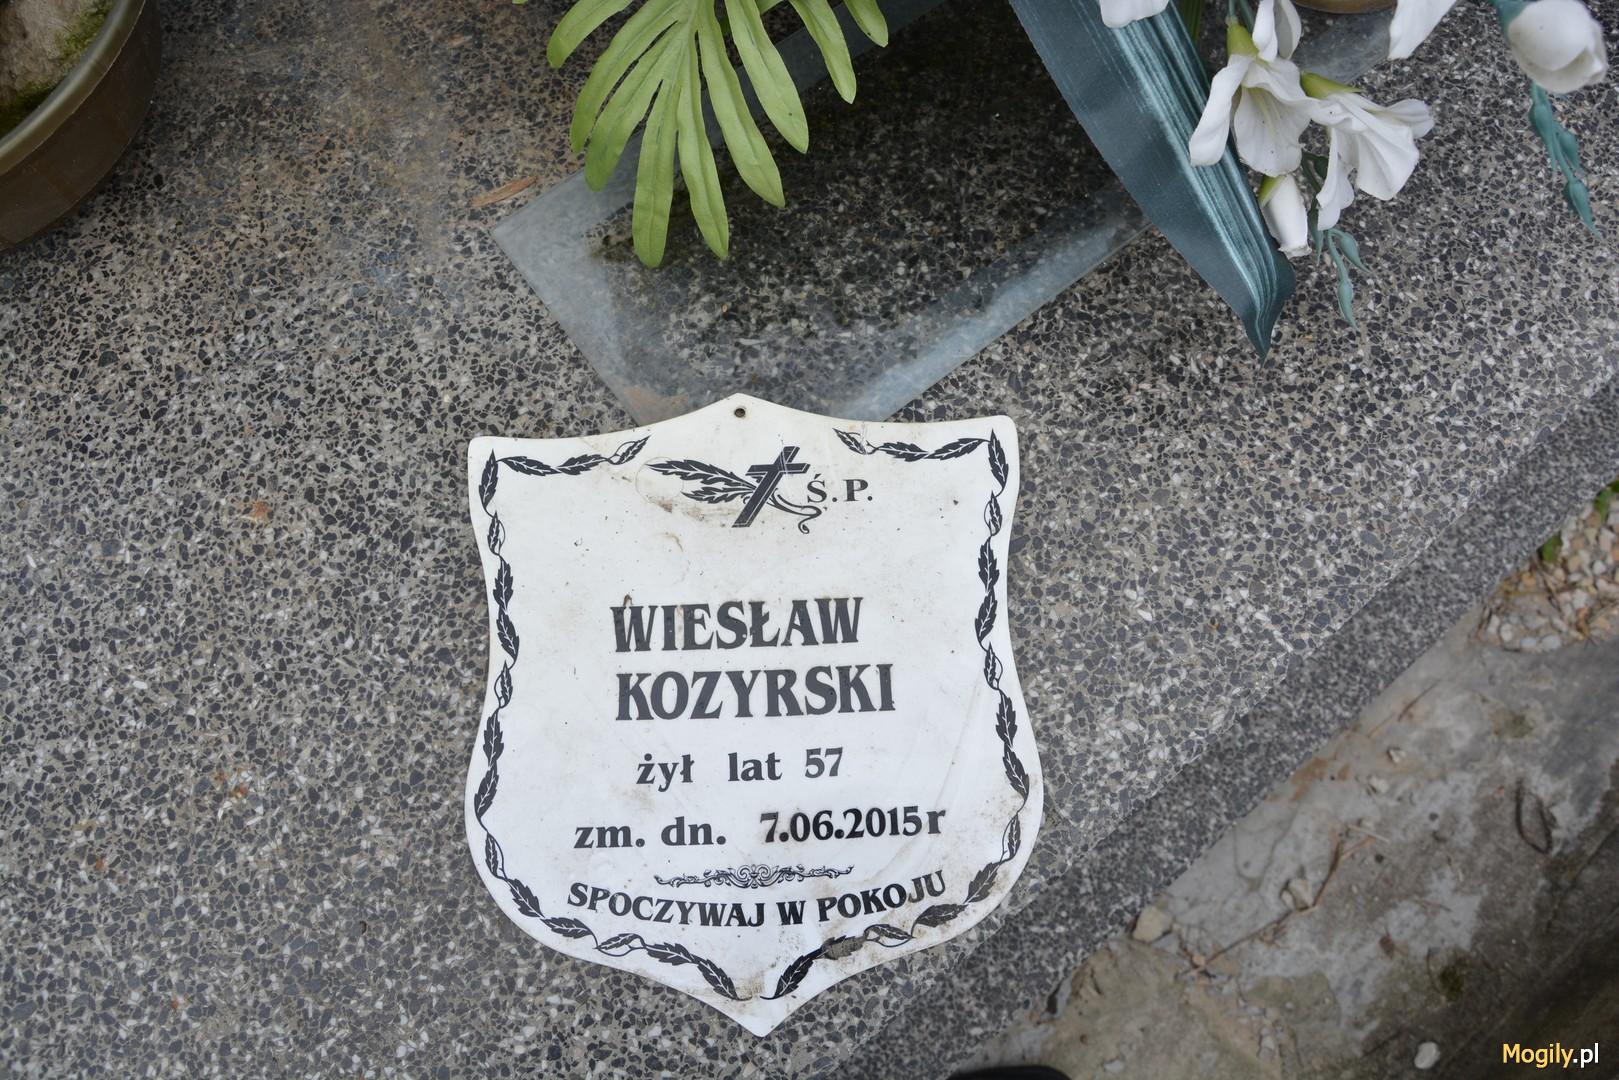 Ś.P.
WIESŁAW
KOZYRSKI
żył lat 57
zm. dn. 7.06.2015r
SPOCZYWAJ W POKOJU
Mogily.pl